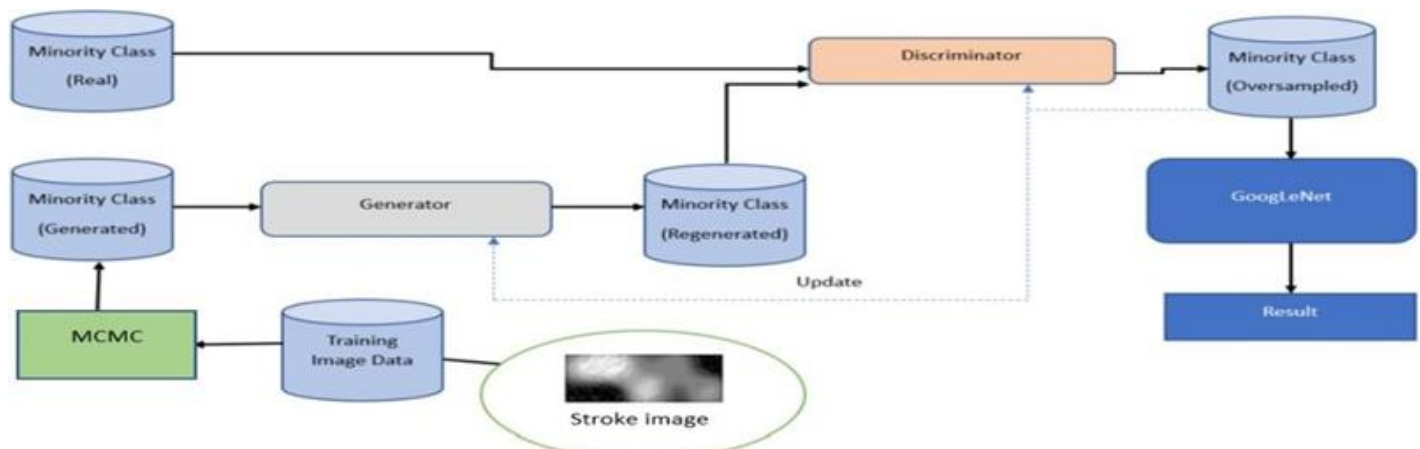 Minority Class
(Real)
Discriminator
Minority Class
(Oversampled)
Minority Class
(Generated)
Generator
Minority Class
(Regenerated)
GoogLeNet
Update
MCMC
Training
Image Data
Result
Stroke image